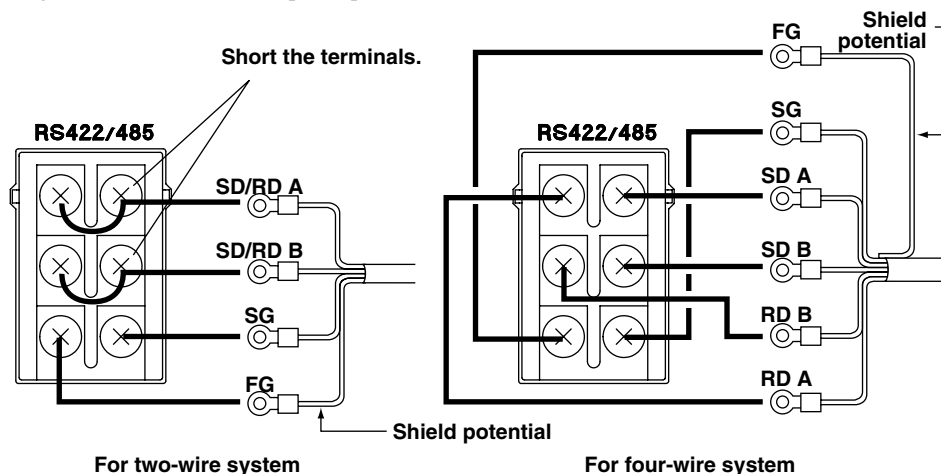 Short the terminals.
RS422/485
SD/RD A
SD/RD B
SG
FG
Shield potential
For two-wire system
Shield
potential
FG
RS422/485
SG
SD A
SD B
RD B
RD A
For four-wire system